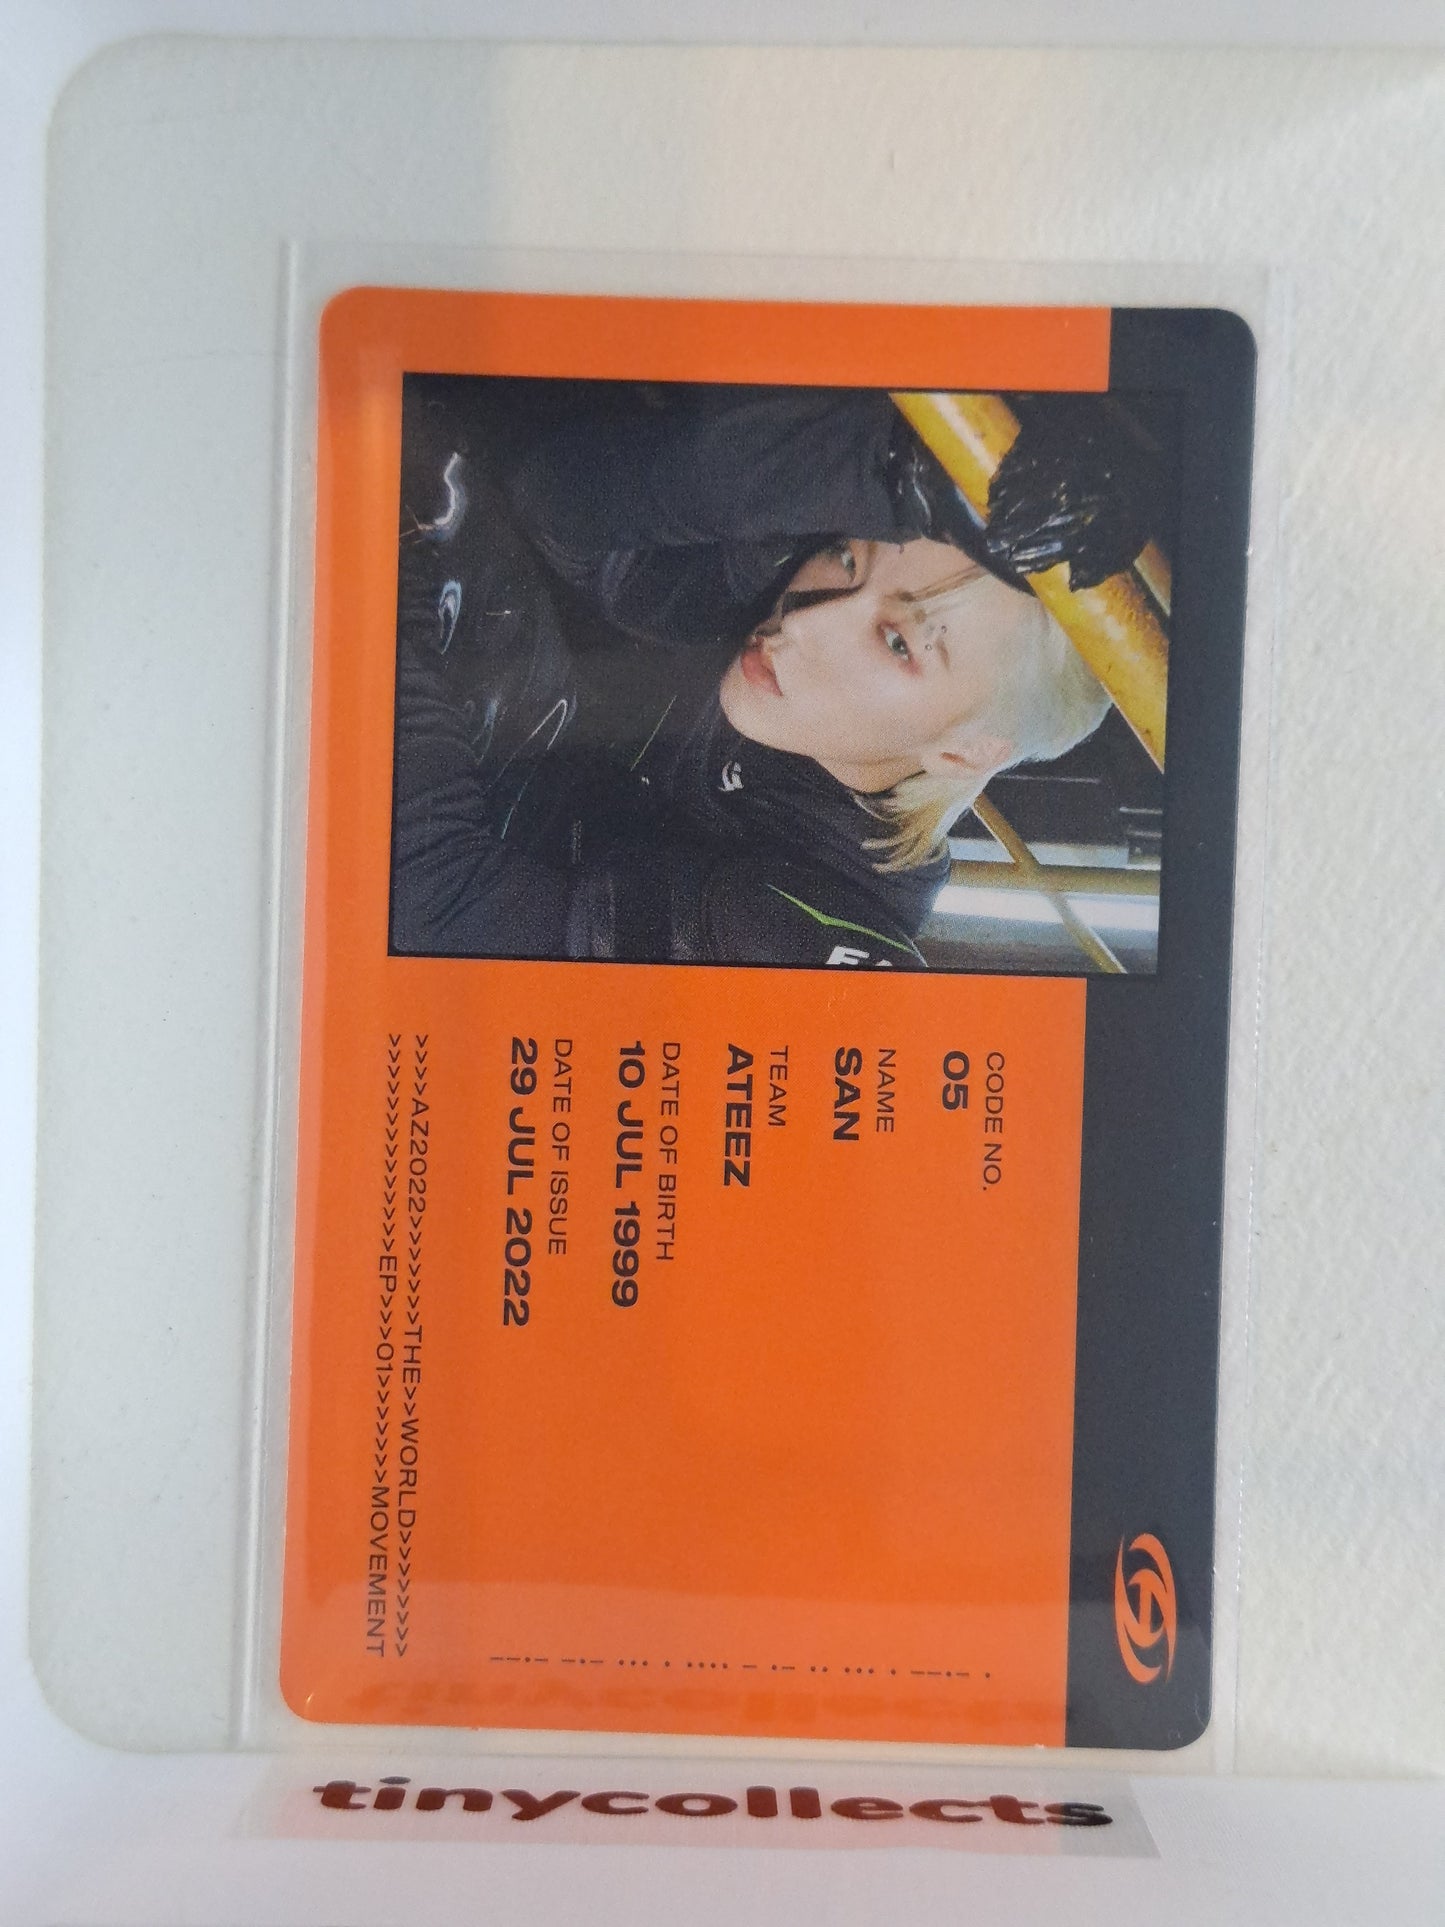 CODE NO.
05
NAME
SAN
TEAM
ATEEZ
DATE OF BIRTH
10 JUL 1999
DATE OF ISSUE
29 JUL 2022
>>>>AZ2022>>>>>>>>THE>>WORLD>>>>>>>>>
>>>>>>>>>>>>>>>EP>>>01>>>>>>>MOVEMENT
tinycollects